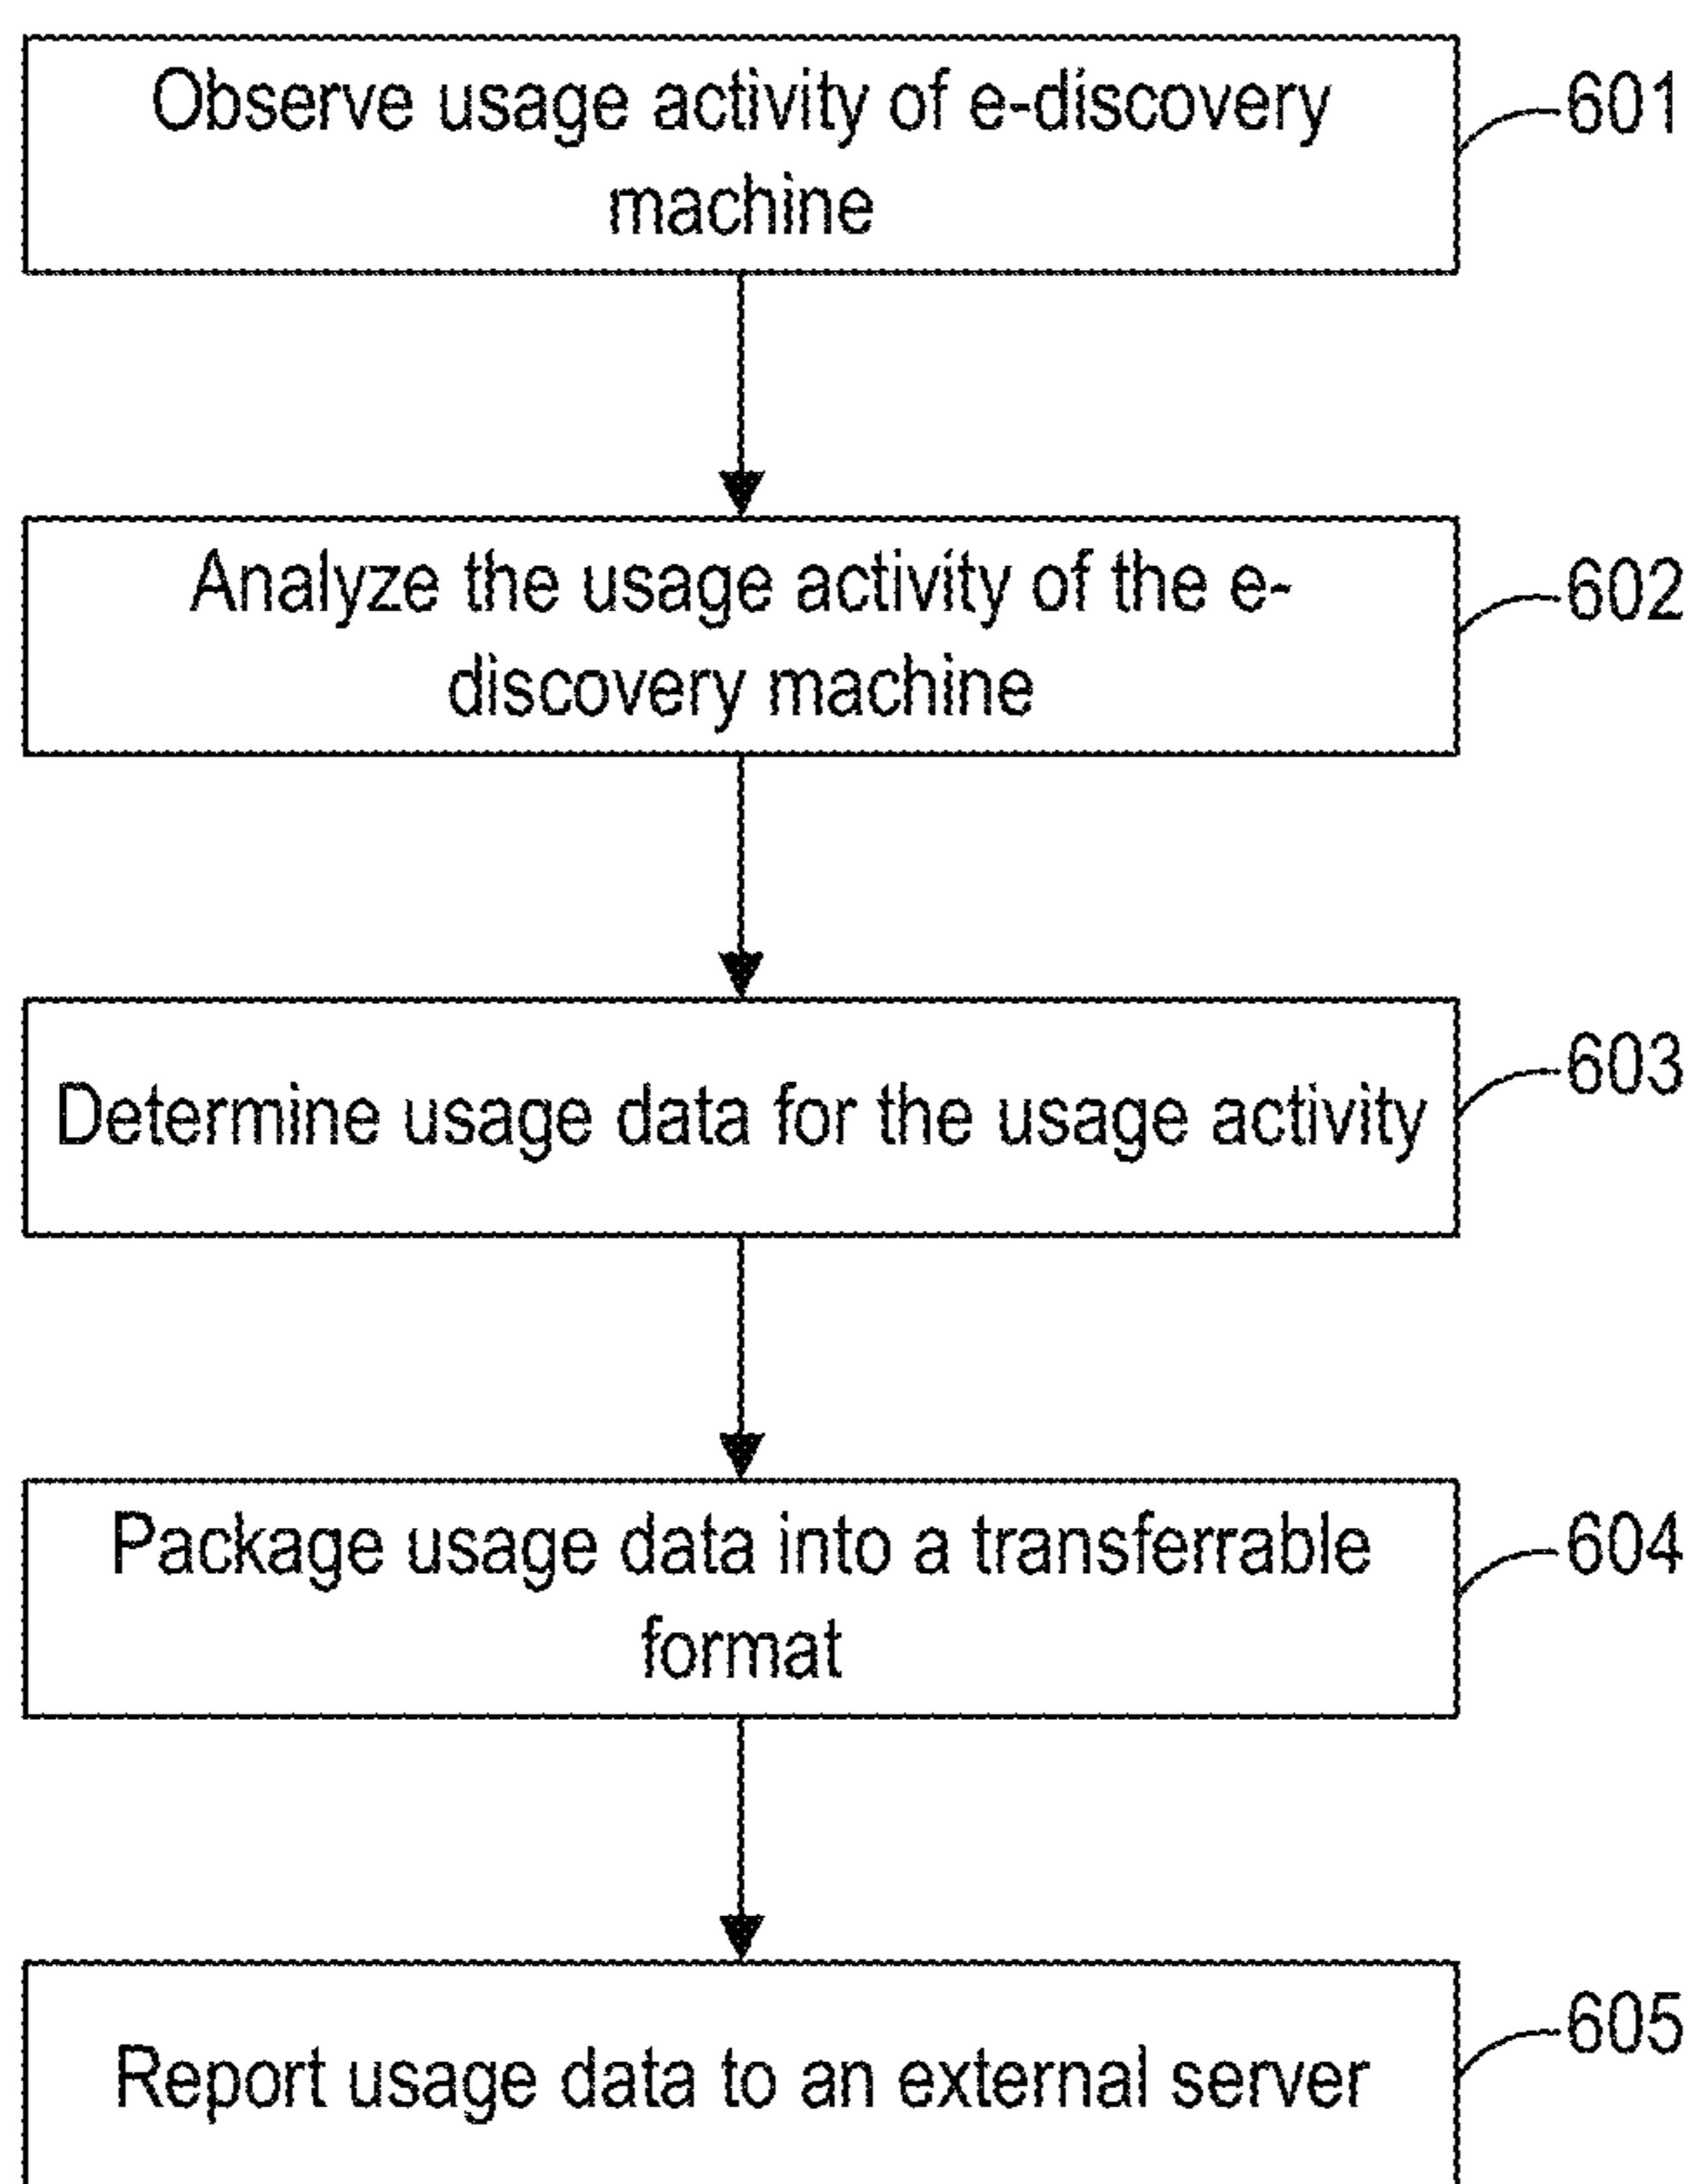 Observe usage activity of e-discovery
machine
601
Analyze the usage activity of the e-
discovery machine
602
Determine usage data for the usage activity
603
Package usage data into a transferrable
format
604
Report usage data to an external server
605